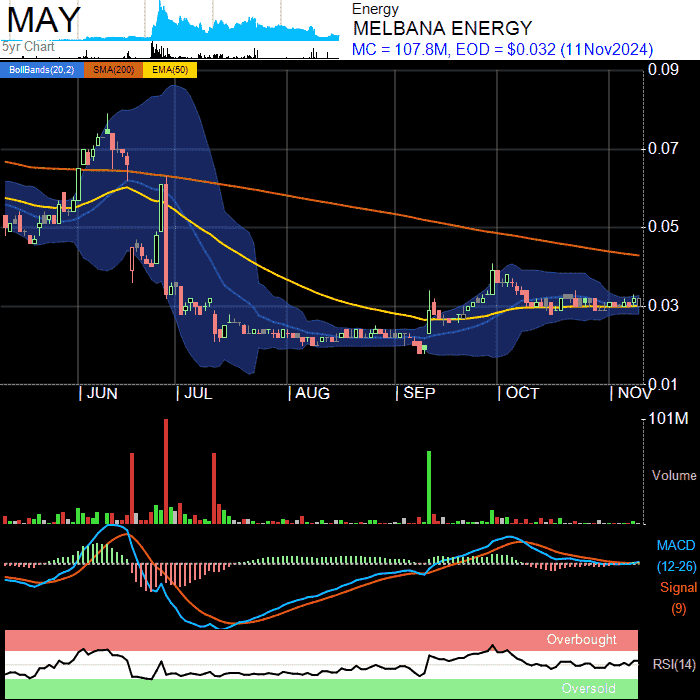 MAY
5yr Chart
Energy
MELBANA ENERGY
MC = 107.8M, EOD = $0.032 (11Nov2024)
BollBands(20,2) SMA(200) EMA(50)
0.09
0.07
0.05
0.03
0.01
JUN JUL AUG SEP OCT NOV
101M
Volume
MACD
(12-26)
Signal
(9)
Overbought
RSI(14)
Oversold